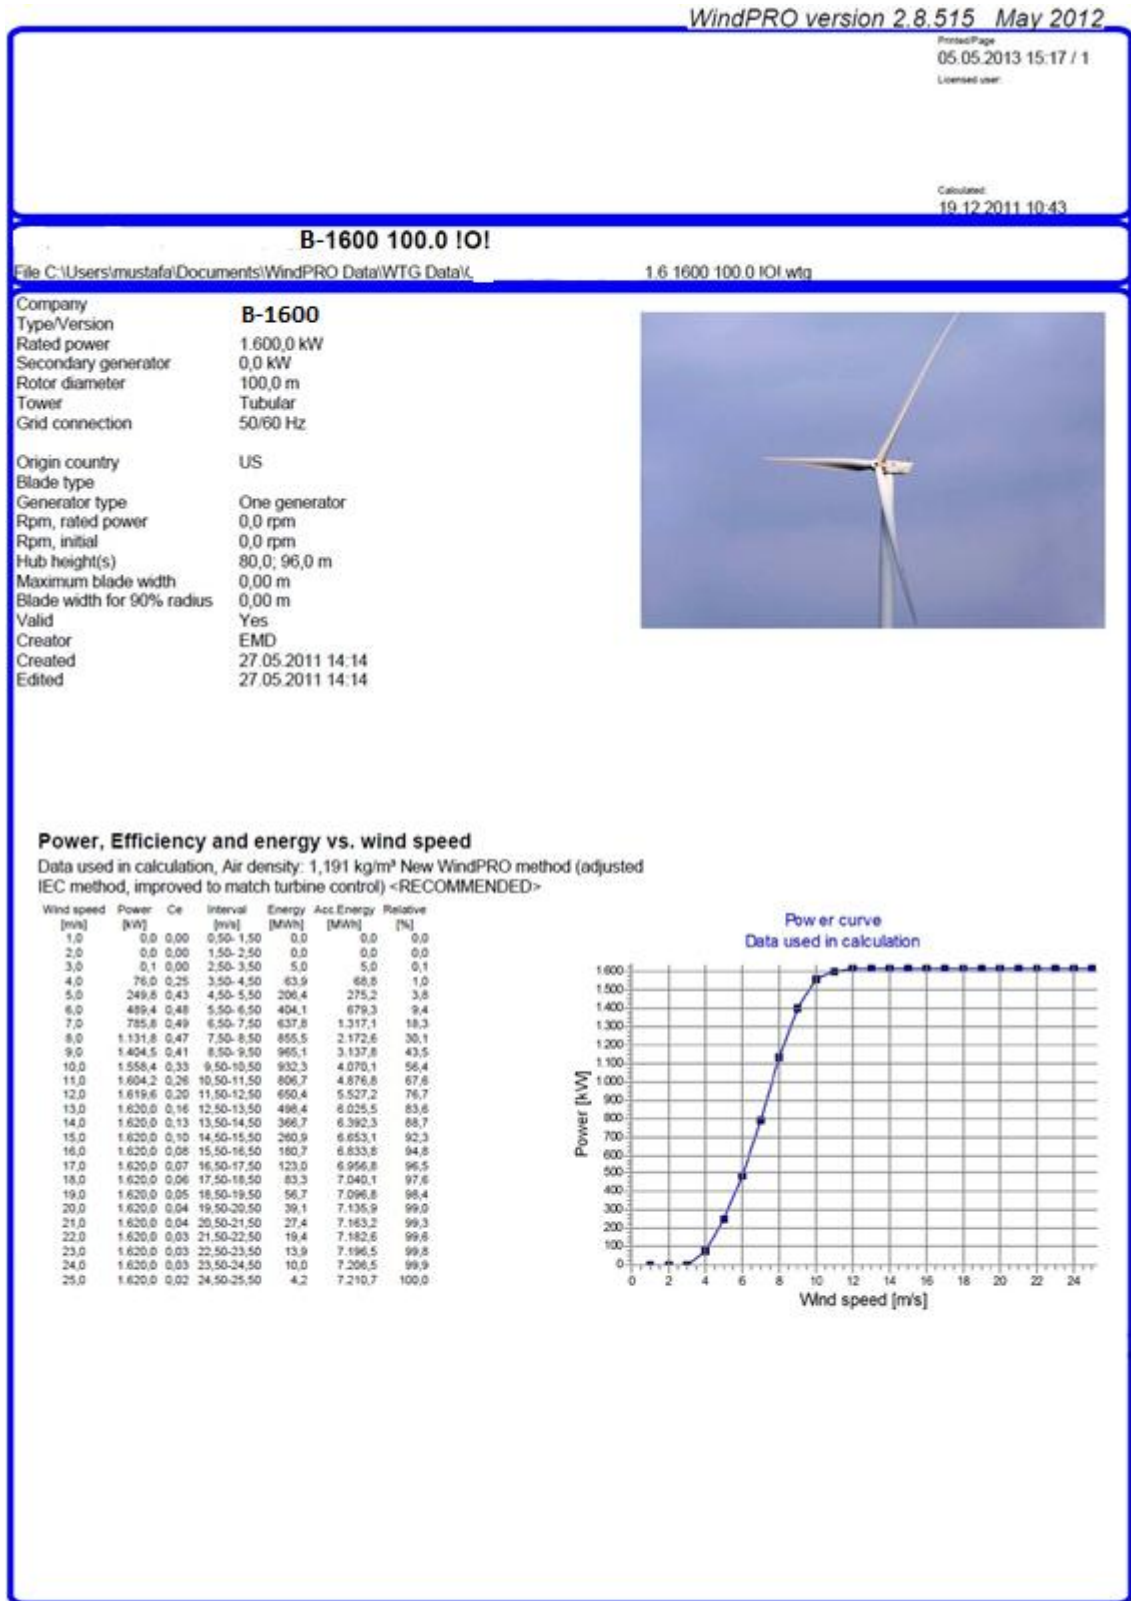 WindPRO version 2.8.515 May 2012
Printed/Page
05.05.2013 15:17 / 1
Licensed user:
Calculated:
19.12.2011 10:43
B-1600 100.0 !O!
File C:\Users\mustafa\Documents\WindPRO Data\WTG Data\ 1.6 1600 100.0 !O!.wtg
Company
Type/Version B-1600
Rated power 1.600,0 kW
Secondary generator 0,0 kW
Rotor diameter 100,0 m
Tower Tubular
Grid connection 50/60 Hz
Origin country US
Blade type
Generator type One generator
Rpm, rated power 0,0 rpm
Rpm, initial 0,0 rpm
Hub height(s) 80,0; 96,0 m
Maximum blade width 0,00 m
Blade width for 90% radius 0,00 m
Valid Yes
Creator EMD
Created 27.05.2011 14:14
Edited 27.05.2011 14:14
Power, Efficiency and energy vs. wind speed
Data used in calculation, Air density: 1,191 kg/m³ New WindPRO method (adjusted
IEC method, improved to match turbine control) <RECOMMENDED>
Wind speed Power Ce Interval Energy Acc.Energy Relative
[m/s] [kW] [m/s] [MWh] [MWh] [%]
1,0 0,0 0,00 0,50- 1,50 0,0 0,0 0,0
2,0 0,0 0,00 1,50- 2,50 0,0 0,0 0,0
3,0 0,1 0,00 2,50- 3,50 5,0 5,0 0,1
4,0 76,0 0,25 3,50- 4,50 63,9 68,8 1,0
5,0 249,8 0,43 4,50- 5,50 206,4 275,2 3,8
6,0 489,4 0,48 5,50- 6,50 404,1 679,3 9,4
7,0 785,8 0,49 6,50- 7,50 637,8 1.317,1 18,3
8,0 1.131,8 0,47 7,50- 8,50 855,5 2.172,6 30,1
9,0 1.404,5 0,41 8,50- 9,50 965,1 3.137,8 43,5
10,0 1.558,4 0,33 9,50-10,50 932,3 4.070,1 56,4
11,0 1.604,2 0,26 10,50-11,50 806,7 4.876,8 67,6
12,0 1.619,6 0,20 11,50-12,50 650,4 5.527,2 76,7
13,0 1.620,0 0,16 12,50-13,50 498,4 6.025,5 83,6
14,0 1.620,0 0,13 13,50-14,50 366,7 6.392,3 88,7
15,0 1.620,0 0,10 14,50-15,50 260,9 6.653,1 92,3
16,0 1.620,0 0,08 15,50-16,50 180,7 6.833,8 94,8
17,0 1.620,0 0,07 16,50-17,50 123,0 6.956,8 96,5
18,0 1.620,0 0,06 17,50-18,50 83,3 7.040,1 97,6
19,0 1.620,0 0,05 18,50-19,50 56,7 7.096,8 98,4
20,0 1.620,0 0,04 19,50-20,50 39,1 7.135,9 99,0
21,0 1.620,0 0,04 20,50-21,50 27,4 7.163,2 99,3
22,0 1.620,0 0,03 21,50-22,50 19,4 7.182,6 99,6
23,0 1.620,0 0,03 22,50-23,50 13,9 7.196,5 99,8
24,0 1.620,0 0,03 23,50-24,50 10,0 7.206,5 99,9
25,0 1.620,0 0,02 24,50-25,50 4,2 7.210,7 100,0
Power curve
Data used in calculation
Power [kW]
1.600
1.500
1.400
1.300
1.200
1.100
1.000
900
800
700
600
500
400
300
200
100
0
0 2 4 6 8 10 12 14 16 18 20 22 24
Wind speed [m/s]